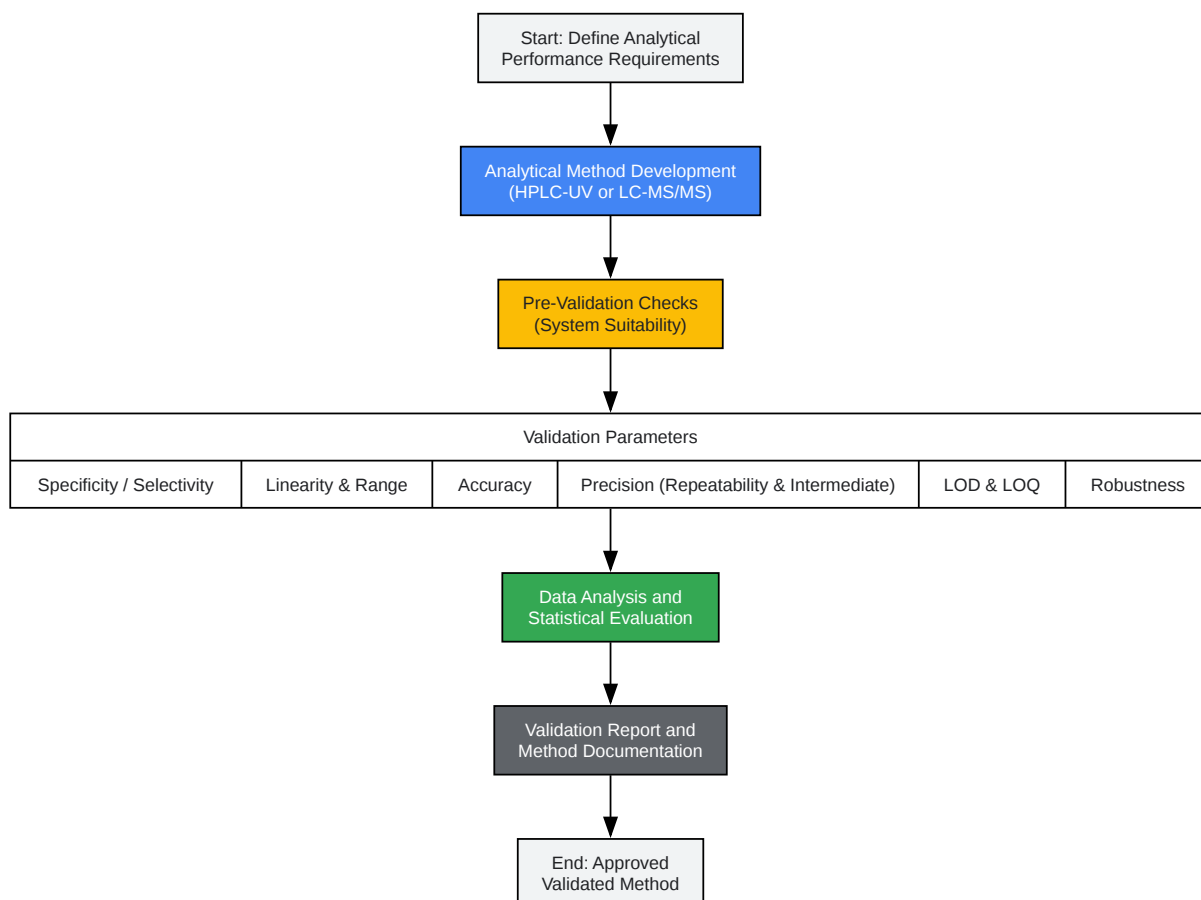 Start: Define Analytical
Performance Requirements
Analytical Method Development
(HPLC-UV or LC-MS/MS)
Pre-Validation Checks
(System Suitability)
Validation Parameters
Specificity / Selectivity
Linearity & Range
Accuracy
Precision (Repeatability & Intermediate)
LOD & LOQ
Robustness
Data Analysis and
Statistical Evaluation
Validation Report and
Method Documentation
End: Approved
Validated Method